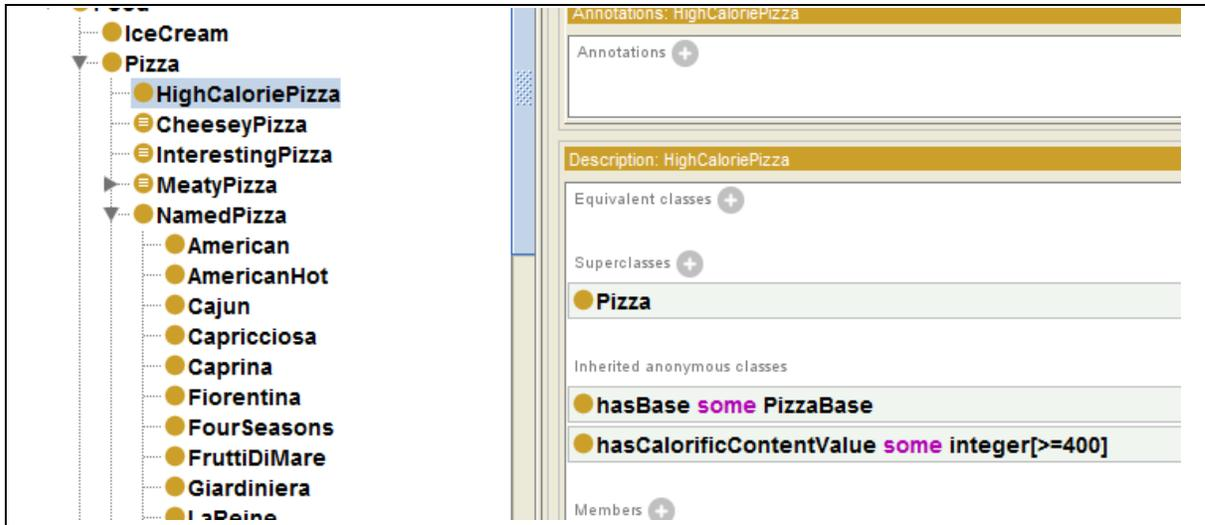 IceCream
Pizza
HighCaloriePizza
CheeseyPizza
InterestingPizza
MeatyPizza
NamedPizza
American
AmericanHot
Cajun
Capricciosa
Caprina
Fiorentina
FourSeasons
FruttiDiMare
Giardiniera
LaReine
Annotations: HighCaloriePizza
Annotations
Description: HighCaloriePizza
Equivalent classes
Superclasses
Pizza
Inherited anonymous classes
hasBase some PizzaBase
hasCalorificContentValue some integer[>=400]
Members